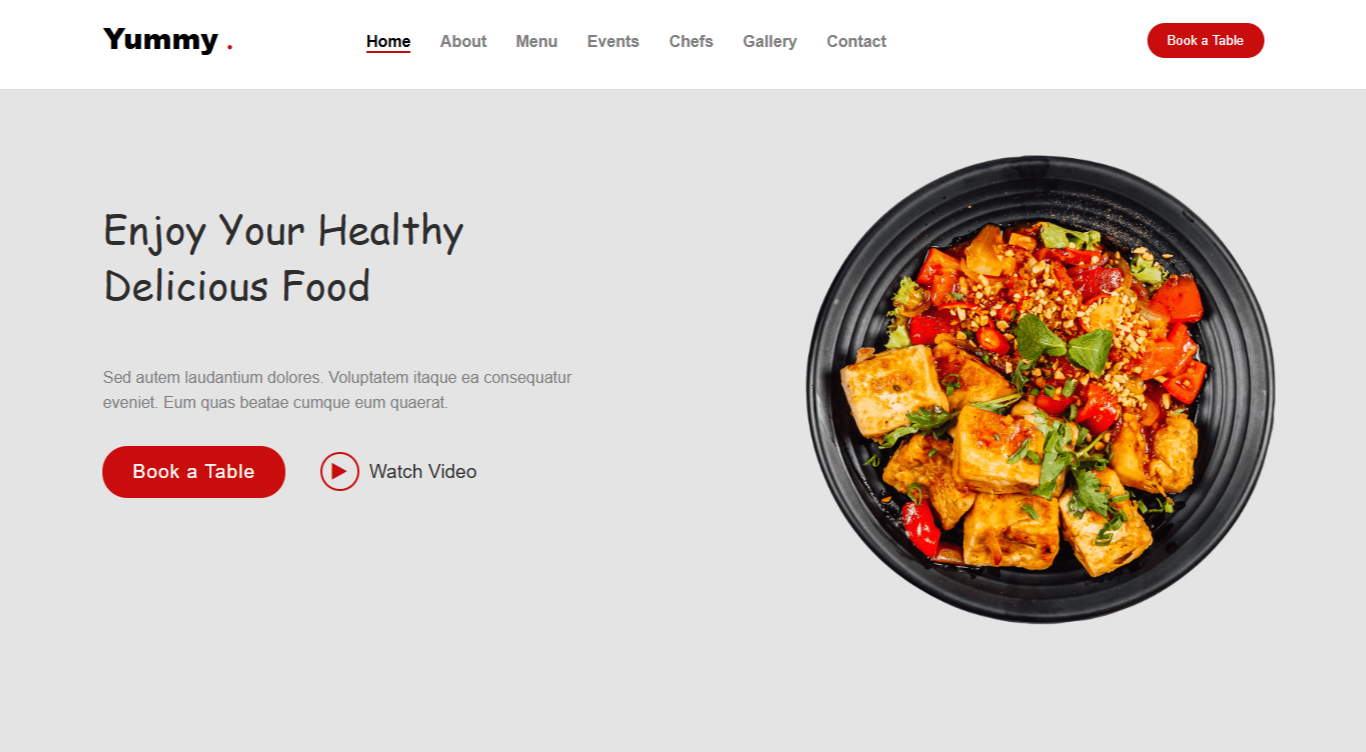 Yummy .
Home About Menu Events Chefs Gallery Contact
Book a Table
Enjoy Your Healthy
Delicious Food
Sed autem laudantium dolores. Voluptatem itaque ea consequatur
eveniet. Eum quas beatae cumque eum quaerat.
Book a Table
Watch Video